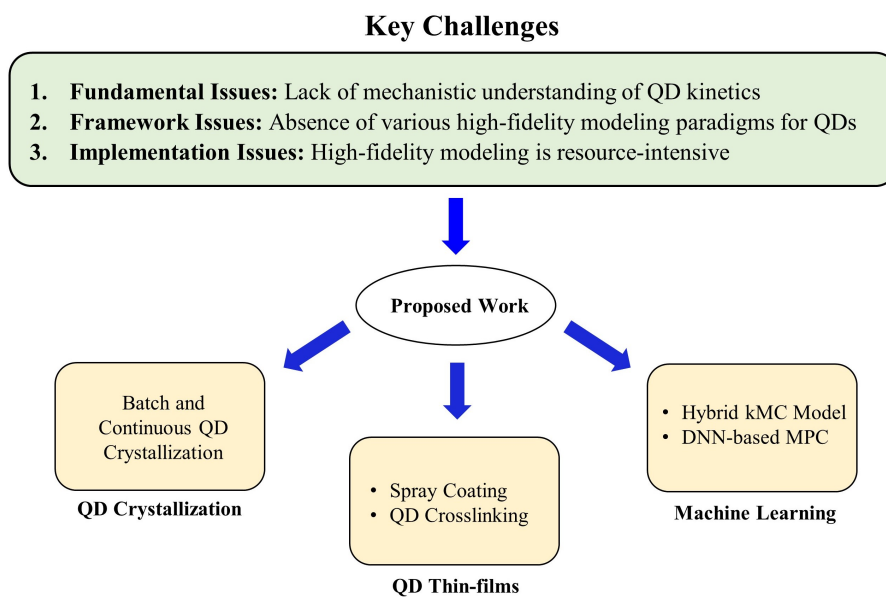 Key Challenges
1. Fundamental Issues: Lack of mechanistic understanding of QD kinetics
2. Framework Issues: Absence of various high-fidelity modeling paradigms for QDs
3. Implementation Issues: High-fidelity modeling is resource-intensive
Proposed Work
Batch and
Continuous QD
Crystallization
QD Crystallization
• Spray Coating
• QD Crosslinking
QD Thin-films
• Hybrid kMC Model
• DNN-based MPC
Machine Learning